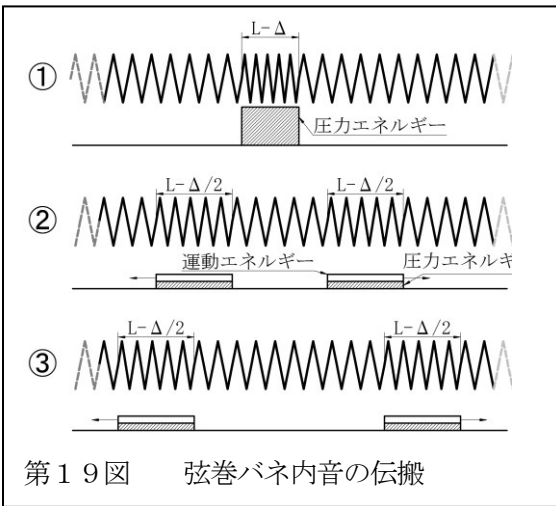 L-Δ
①
圧力エネルギー
L-Δ/2 L-Δ/2
②
運動エネルギー 圧力エネルギ
L-Δ/2 L-Δ/2
③
第19図 弦巻バネ内音の伝搬